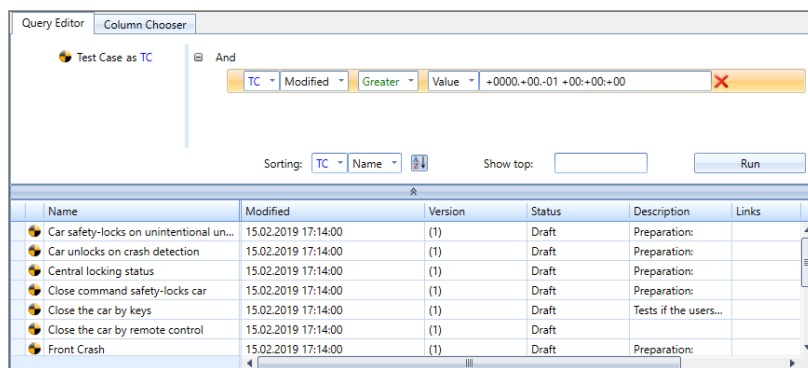 Query Editor Column Chooser
Test Case as TC And
TC Modified Greater Value +0000.+00.-01 +00:+00:+00
Sorting: TC Name Show top: Run
Name Modified Version Status Description Links
Car safety-locks on unintentional un... 15.02.2019 17:14:00 (1) Draft Preparation:
Car unlocks on crash detection 15.02.2019 17:14:00 (1) Draft Preparation:
Central locking status 15.02.2019 17:14:00 (1) Draft Preparation:
Close command safety-locks car 15.02.2019 17:14:00 (1) Draft Preparation:
Close the car by keys 15.02.2019 17:14:00 (1) Draft Tests if the users...
Close the car by remote control 15.02.2019 17:14:00 (1) Draft
Front Crash 15.02.2019 17:14:00 (1) Draft Preparation: